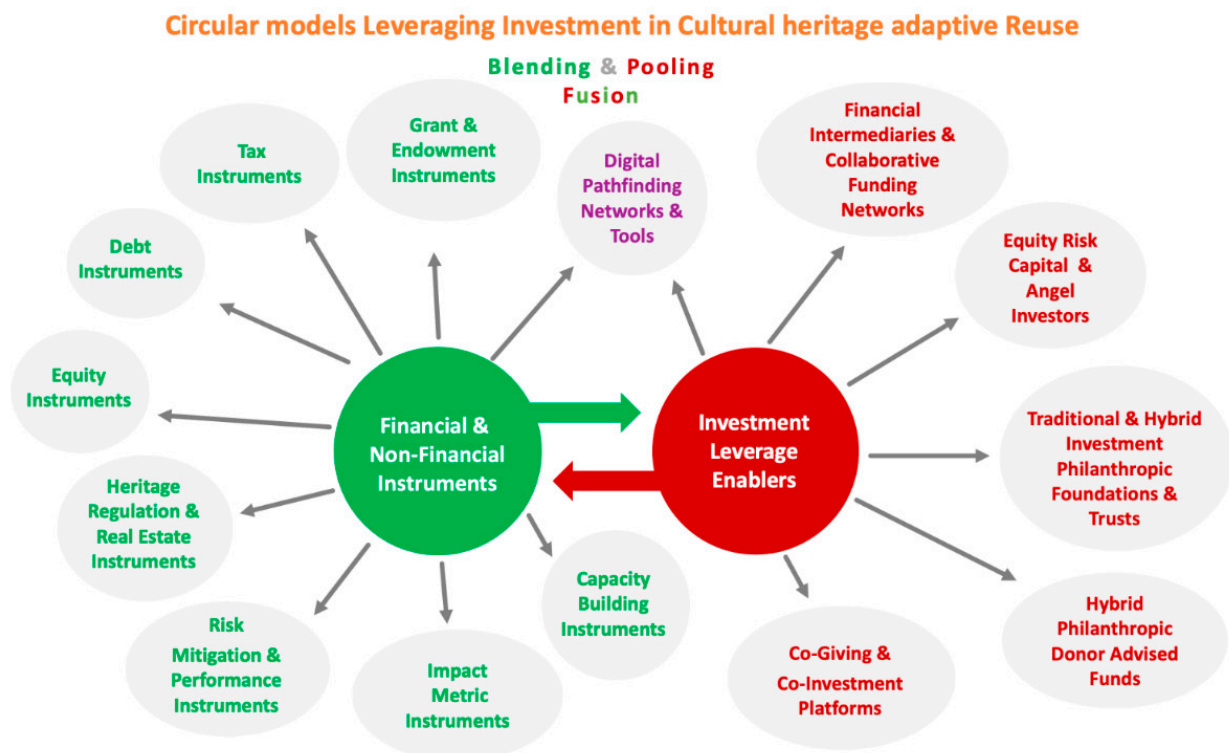 Circular models Leveraging Investment in Cultural heritage adaptive Reuse
Blending & Pooling
Fusion
Grant &
Endowment
Instruments
Tax
Instruments
Debt
Instruments
Equity
Instruments
Heritage
Regulation &
Real Estate
Instruments
Risk
Mitigation &
Performance
Instruments
Impact
Metric
Instruments
Capacity
Building
Instruments
Financial &
Non-Financial
Instruments
Digital
Pathfinding
Networks &
Tools
Investment
Leverage
Enablers
Financial
Intermediaries &
Collaborative
Funding
Networks
Equity Risk
Capital &
Angel
Investors
Traditional & Hybrid
Investment
Philanthropic
Foundations &
Trusts
Hybrid
Philanthropic
Donor Advised
Funds
Co-Giving &
Co-Investment
Platforms